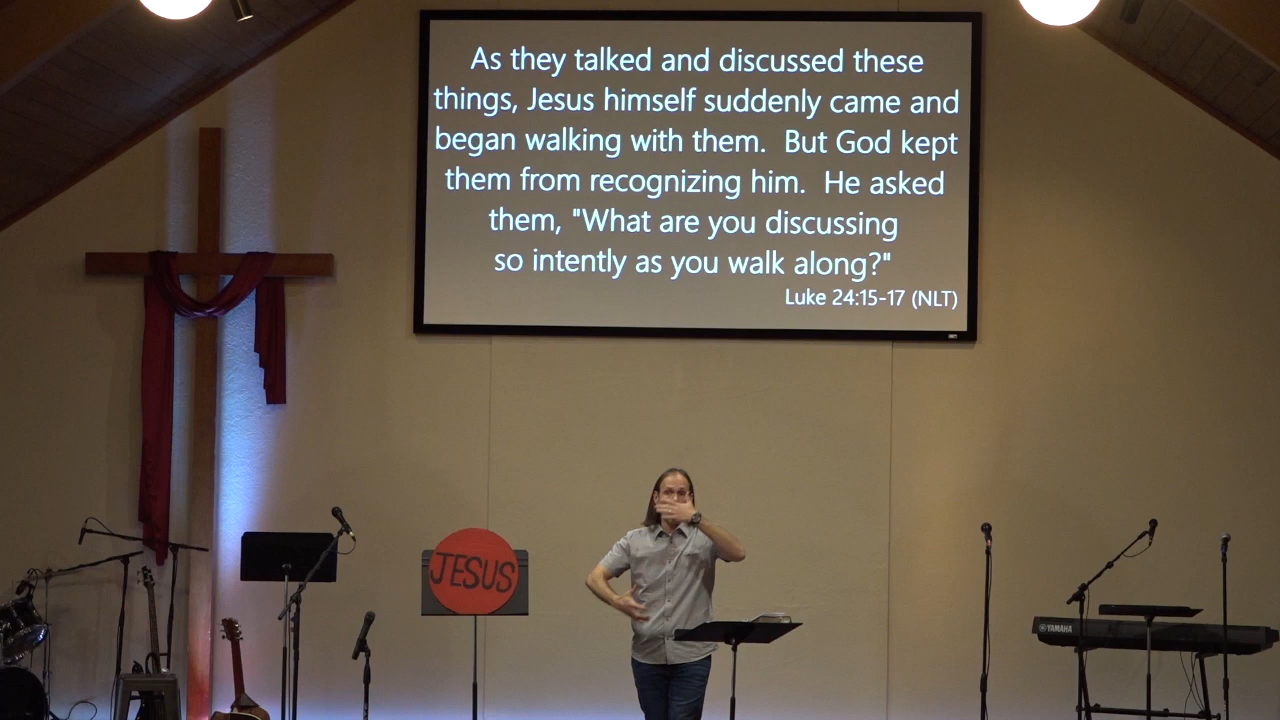 As they talked and discussed these
things, Jesus himself suddenly came and
began walking with them.  But God kept
them from recognizing him.  He asked
them, "What are you discussing
so intently as you walk along?"
Luke 24:15-17 (NLT)
JESUS
YAMAHA